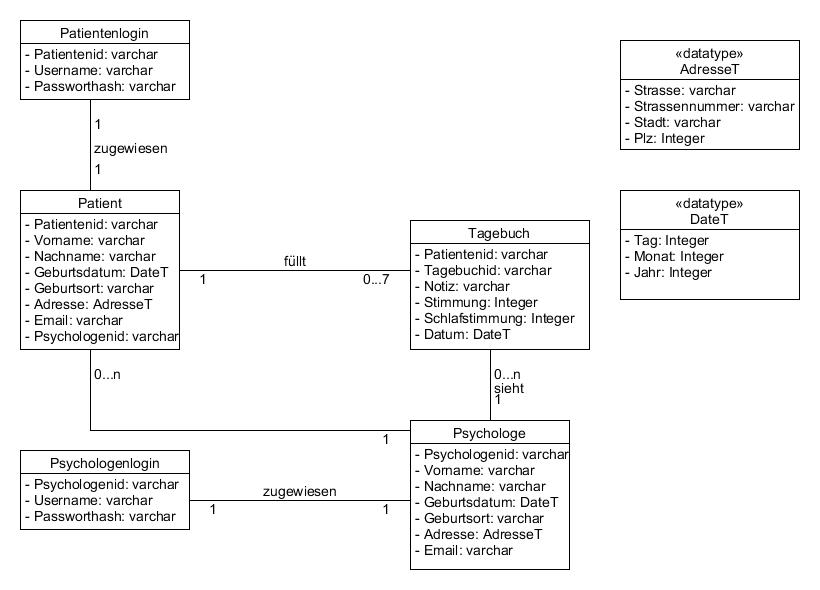 Patientenlogin
- Patientenid: varchar
- Username: varchar
- Passworthash: varchar
1
zugewiesen
1
Patient
- Patientenid: varchar
- Vorname: varchar
- Nachname: varchar
- Geburtsdatum: DateT
- Geburtsort: varchar
- Adresse: AdresseT
- Email: varchar
- Psychologenid: varchar
füllt
1
0...7
Tagebuch
- Patientenid: varchar
- Tagebuchid: varchar
- Notiz: varchar
- Stimmung: Integer
- Schlafstimmung: Integer
- Datum: DateT
«datatype»
AdresseT
- Strasse: varchar
- Strassennummer: varchar
- Stadt: varchar
- Plz: Integer
«datatype»
DateT
- Tag: Integer
- Monat: Integer
- Jahr: Integer
0...n
1
0...n
sieht
1
Psychologenlogin
- Psychologenid: varchar
- Username: varchar
- Passworthash: varchar
zugewiesen
1
1
Psychologe
- Psychologenid: varchar
- Vorname: varchar
- Nachname: varchar
- Geburtsdatum: DateT
- Geburtsort: varchar
- Adresse: AdresseT
- Email: varchar